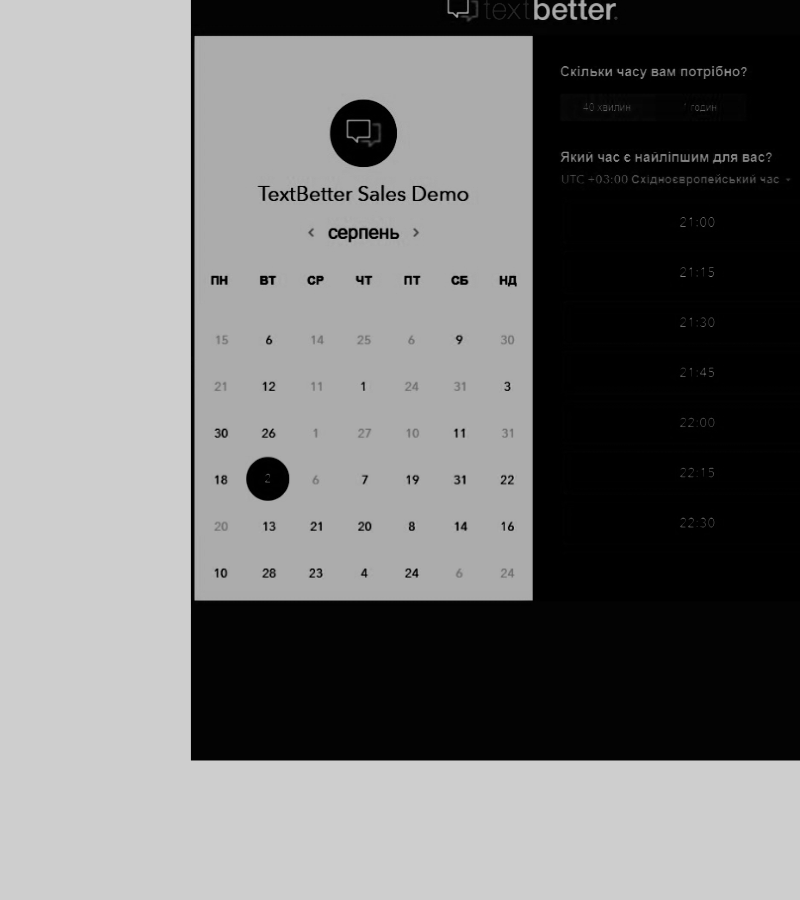 textbetter.
TextBetter Sales Demo
‹ серпень ›
ПН ВТ СР ЧТ ПТ СБ НД
15 6 14 25 6 9 30
21 12 11 1 24 31 3
30 26 1 27 10 11 31
18 2 6 7 19 31 22
20 13 21 20 8 14 16
10 28 23 4 24 6 24
Скільки часу вам потрібно?
40 хвилин 1 годин
Який час є найліпшим для вас?
UTC +03:00 Східноєвропейський час
21:00
21:15
21:30
21:45
22:00
22:15
22:30